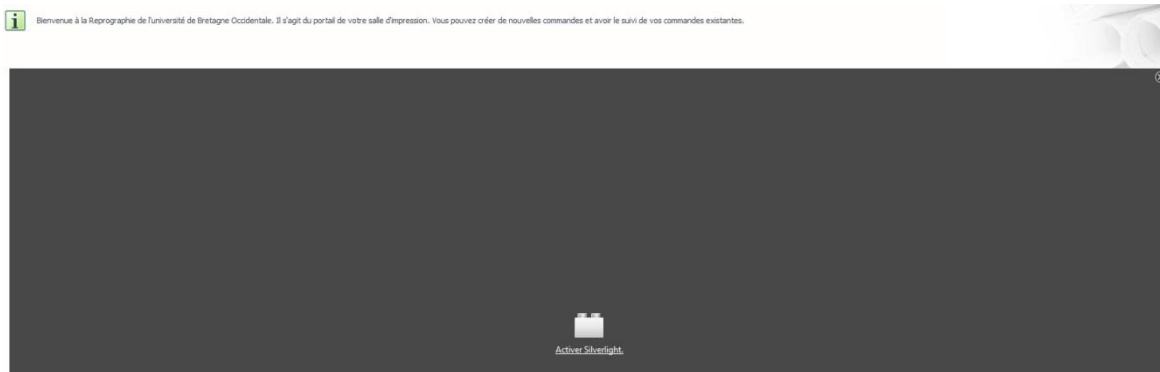 Bienvenue à la Reprographie de l'université de Bretagne Occidentale. Il s'agit du portail de votre salle d'impression. Vous pouvez créer de nouvelles commandes et avoir le suivi de vos commandes existantes.
Activer Silverlight.